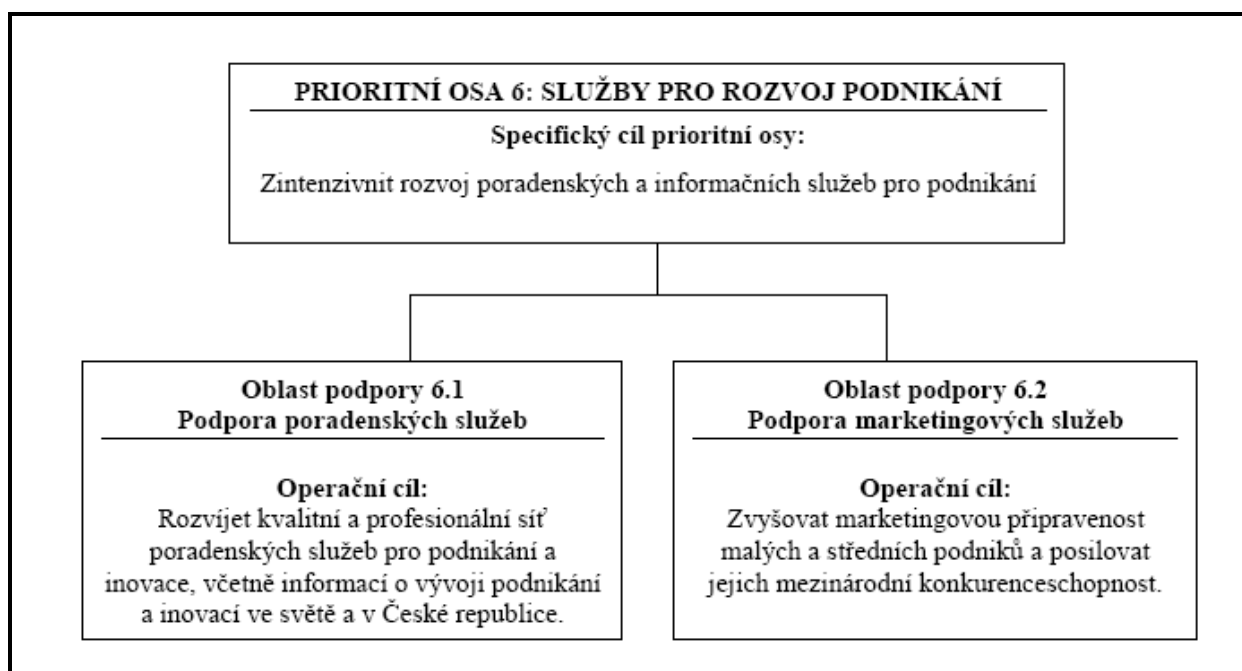 PRIORITNÍ OSA 6: SLUŽBY PRO ROZVOJ PODNIKÁNÍ
Specifický cíl prioritní osy:
Zintenzivnit rozvoj poradenských a informačních služeb pro podnikání
Oblast podpory 6.1
Podpora poradenských služeb
Operační cíl:
Rozvíjet kvalitní a profesionální síť
poradenských služeb pro podnikání a
inovace, včetně informací o vývoji podnikání
a inovací ve světě a v České republice.
Oblast podpory 6.2
Podpora marketingových služeb
Operační cíl:
Zvyšovat marketingovou připravenost
malých a středních podniků a posilovat
jejich mezinárodní konkurenceschopnost.